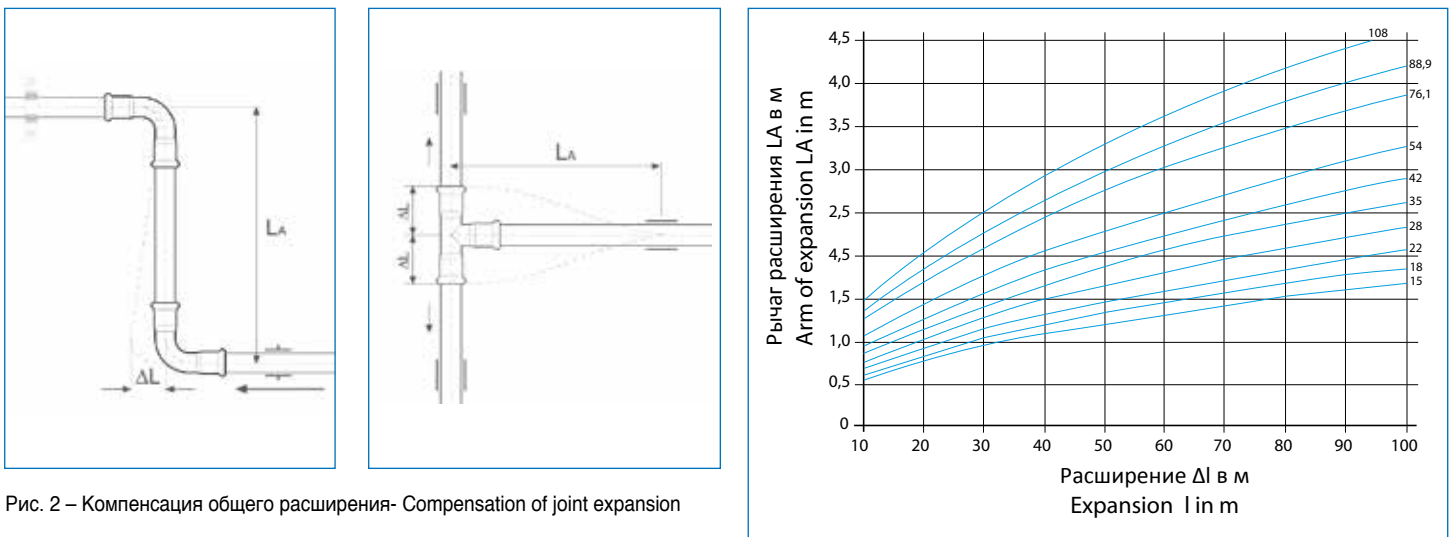 LA
ΔL
ΔL
ΔL
LA
Рис. 2 – Компенсация общего расширения- Compensation of joint expansion
Рычаг расширения LA в м
Arm of expansion LA in m
4,5
4,0
3,5
3,0
2,5
4,5
1,5
1,0
0,5
0
10 20 30 40 50 60 70 80 90 100
108
88,9
76,1
54
42
35
28
22
18
15
Расширение Δl в м
Expansion l in m